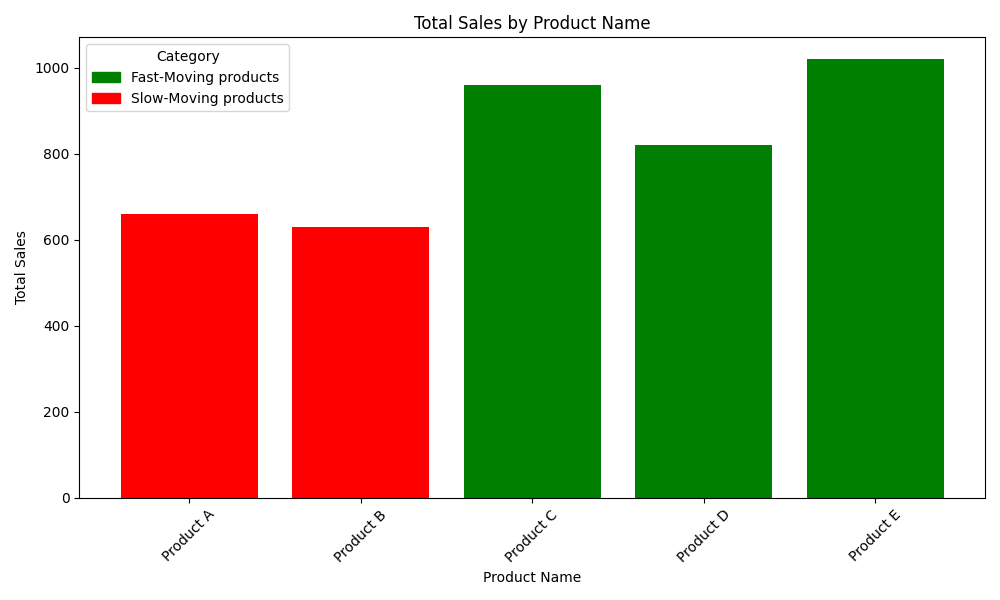 Total Sales by Product Name
Category
Fast-Moving products
Slow-Moving products
Total Sales
1000
800
600
400
200
0
Product A
Product B
Product C
Product D
Product E
Product Name